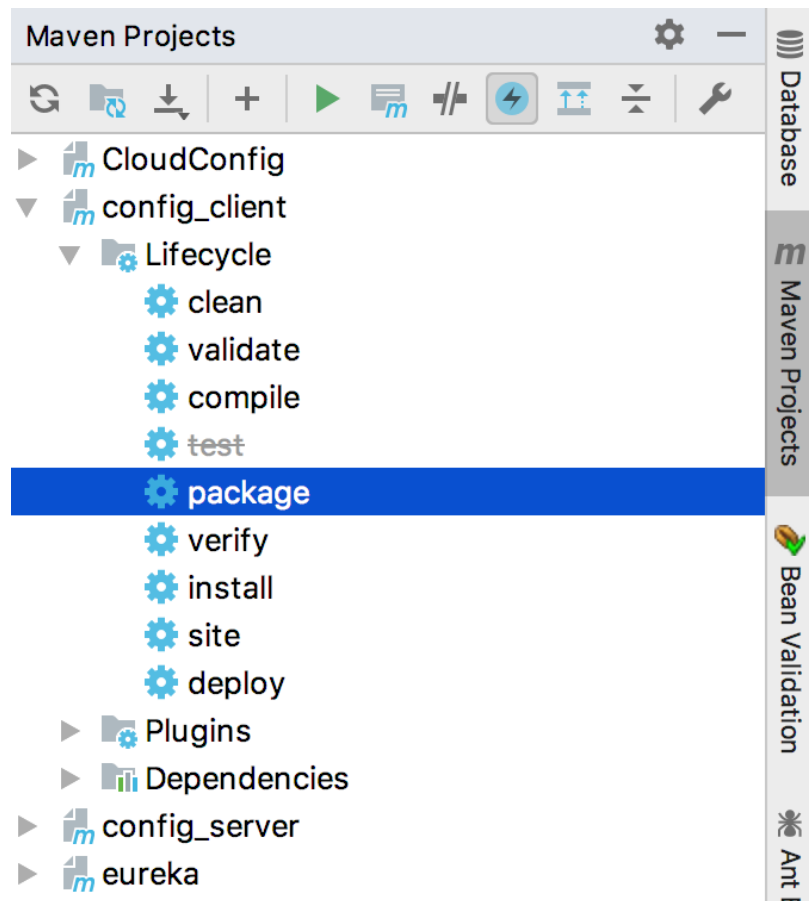 Maven Projects
CloudConfig
config_client
Lifecycle
clean
validate
compile
test
package
verify
install
site
deploy
Plugins
Dependencies
config_server
eureka
Database
m Maven Projects
Bean Validation
Ant